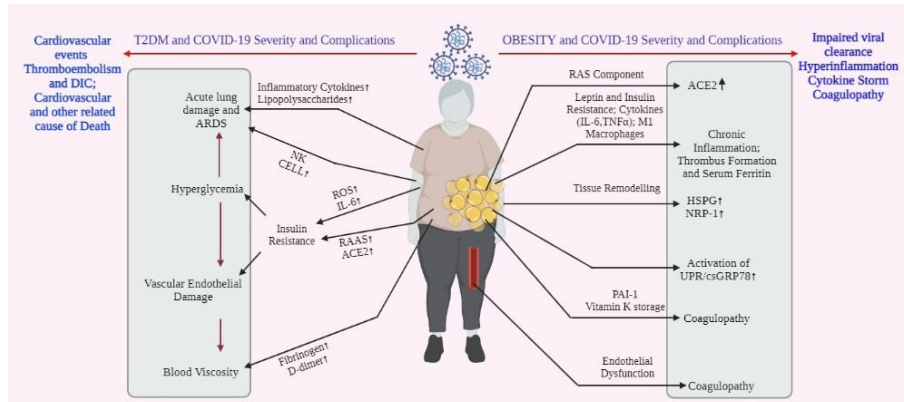 T2DM and COVID-19 Severity and Complications
OBESITY and COVID-19 Severity and Complications
Cardiovascular
events
Thromboembolism
and DIC;
Cardiovascular
and other related
cause of Death
Acute lung
damage and
ARDS
Hyperglycemia
Vascular Endothelial
Damage
Blood Viscosity
Inflammatory Cytokines↑
Lipopolysaccharides↑
NK
CELL↑
ROS↑
IL-6↑
Insulin
Resistance
RAAS↑
ACE2↑
Fibrinogen↑
D-dimer↑
RAS Component
Leptin and Insulin
Resistance; Cytokines
(IL-6,TNFα); M1
Macrophages
Tissue Remodelling
PAI-1
Vitamin K storage
Endothelial
Dysfunction
ACE2↑
Chronic
Inflammation;
Thrombus Formation
and Serum Ferritin
HSPG↑
NRP-1↑
Activation of
UPR/csGRP78↑
Coagulopathy
Coagulopathy
Impaired viral
clearance
Hyperinflammation
Cytokine Storm
Coagulopathy